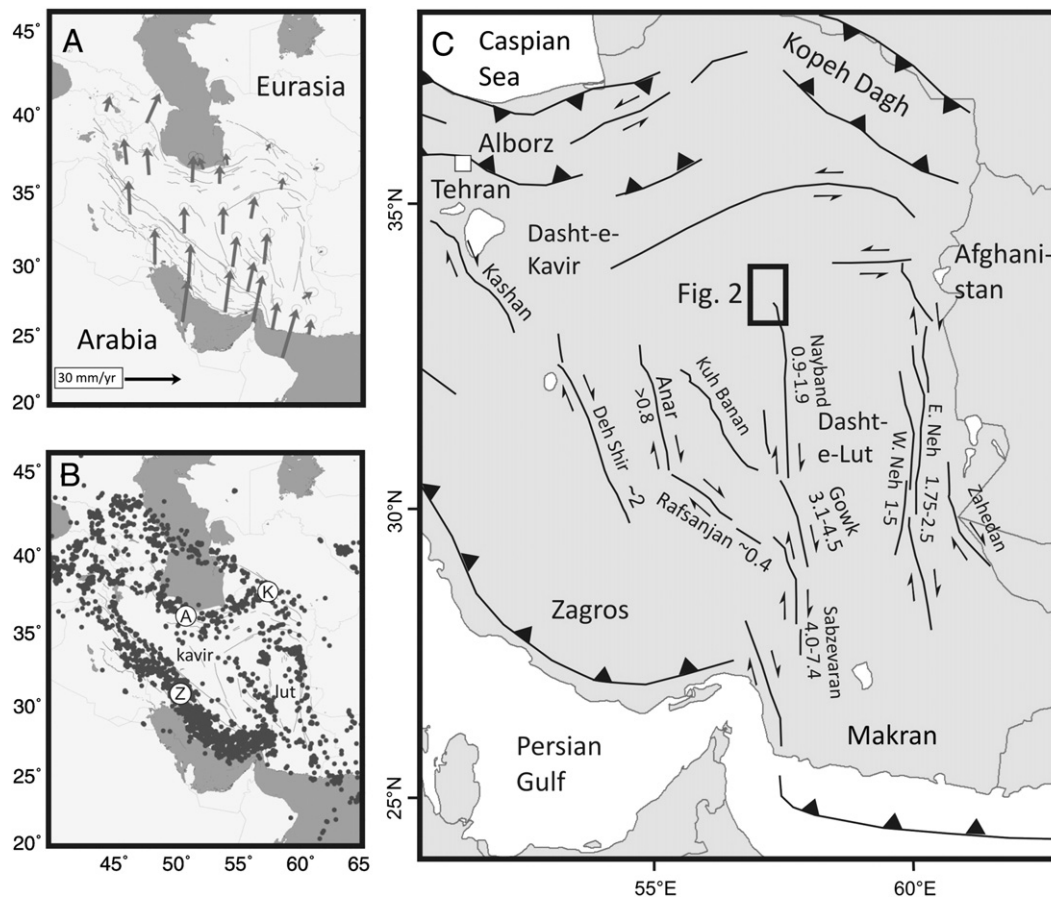 45˚
40˚
35˚
30˚
25˚
20˚
A
Eurasia
Arabia
30 mm/yr
45˚
40˚
35˚
30˚
25˚
20˚
B
K
A
kavir
Z
lut
45˚
50˚
55˚
60˚
65
C
Caspian
Sea
Kopeh Dagh
Alborz
Tehran
35°N
Dasht-e-
Kavir
Afghani-
stan
Kashan
Fig. 2
Nayband
0.9-1.9
Anar
>0.8
Kuh Banan
Deh Shir ~2
Dasht-
e-Lut
W. Neh 1-5
E. Neh 1.75-2.5
Zahedan
30°N
Rafsanjan ~0.4
Gowk
3.1-4.5
Zagros
Sabzevaran
4.0-7.4
Persian
Gulf
Makran
25°N
55°E
60°E